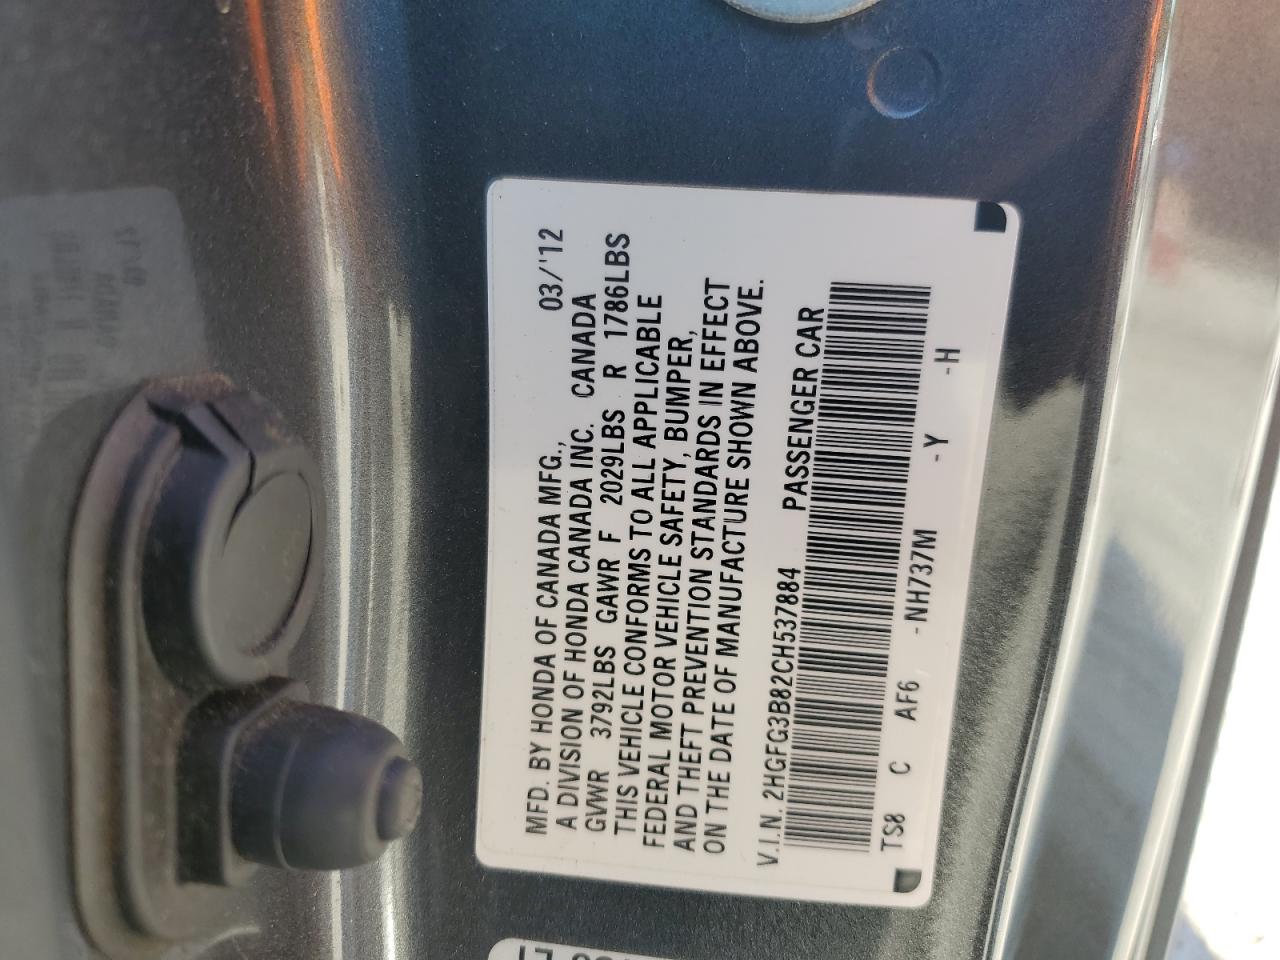 MFD. BY HONDA OF CANADA MFG., 03/'12
A DIVISION OF HONDA CANADA INC. CANADA
GVWR 3792LBS GAWR F 2029LBS R 1786LBS
THIS VEHICLE CONFORMS TO ALL APPLICABLE
FEDERAL MOTOR VEHICLE SAFETY, BUMPER,
AND THEFT PREVENTION STANDARDS IN EFFECT
ON THE DATE OF MANUFACTURE SHOWN ABOVE.
V.I.N. 2HGFG3B82CH537884 PASSENGER CAR
TS8 C AF6 -NH737M -Y -H